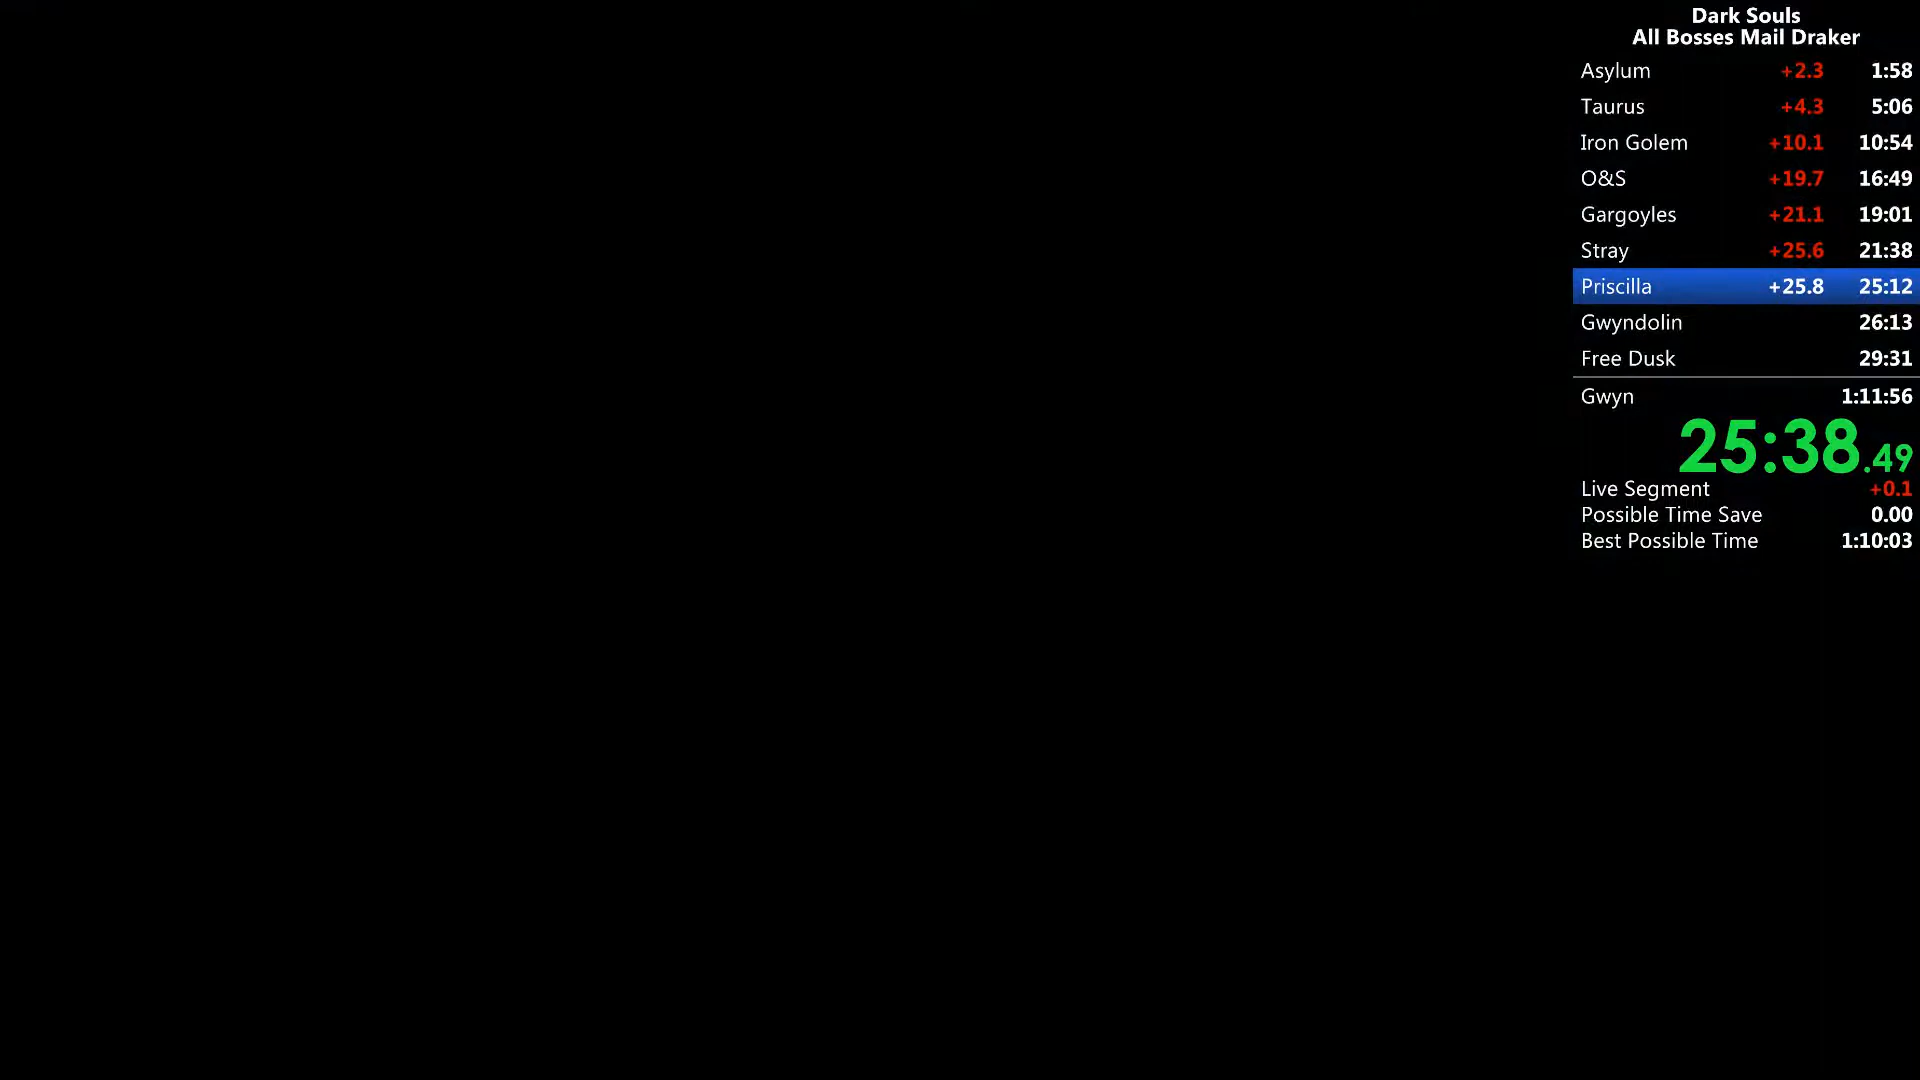 Dark Souls
All Bosses Mail Draker
Asylum +2.3 1:58
Taurus +4.3 5:06
Iron Golem +10.1 10:54
O&S +19.7 16:49
Gargoyles +21.1 19:01
Stray +25.6 21:38
Priscilla +25.8 25:12
Gwyndolin 26:13
Free Dusk 29:31
Gwyn 1:11:56
25:38.49
Live Segment +0.1
Possible Time Save 0.00
Best Possible Time 1:10:03